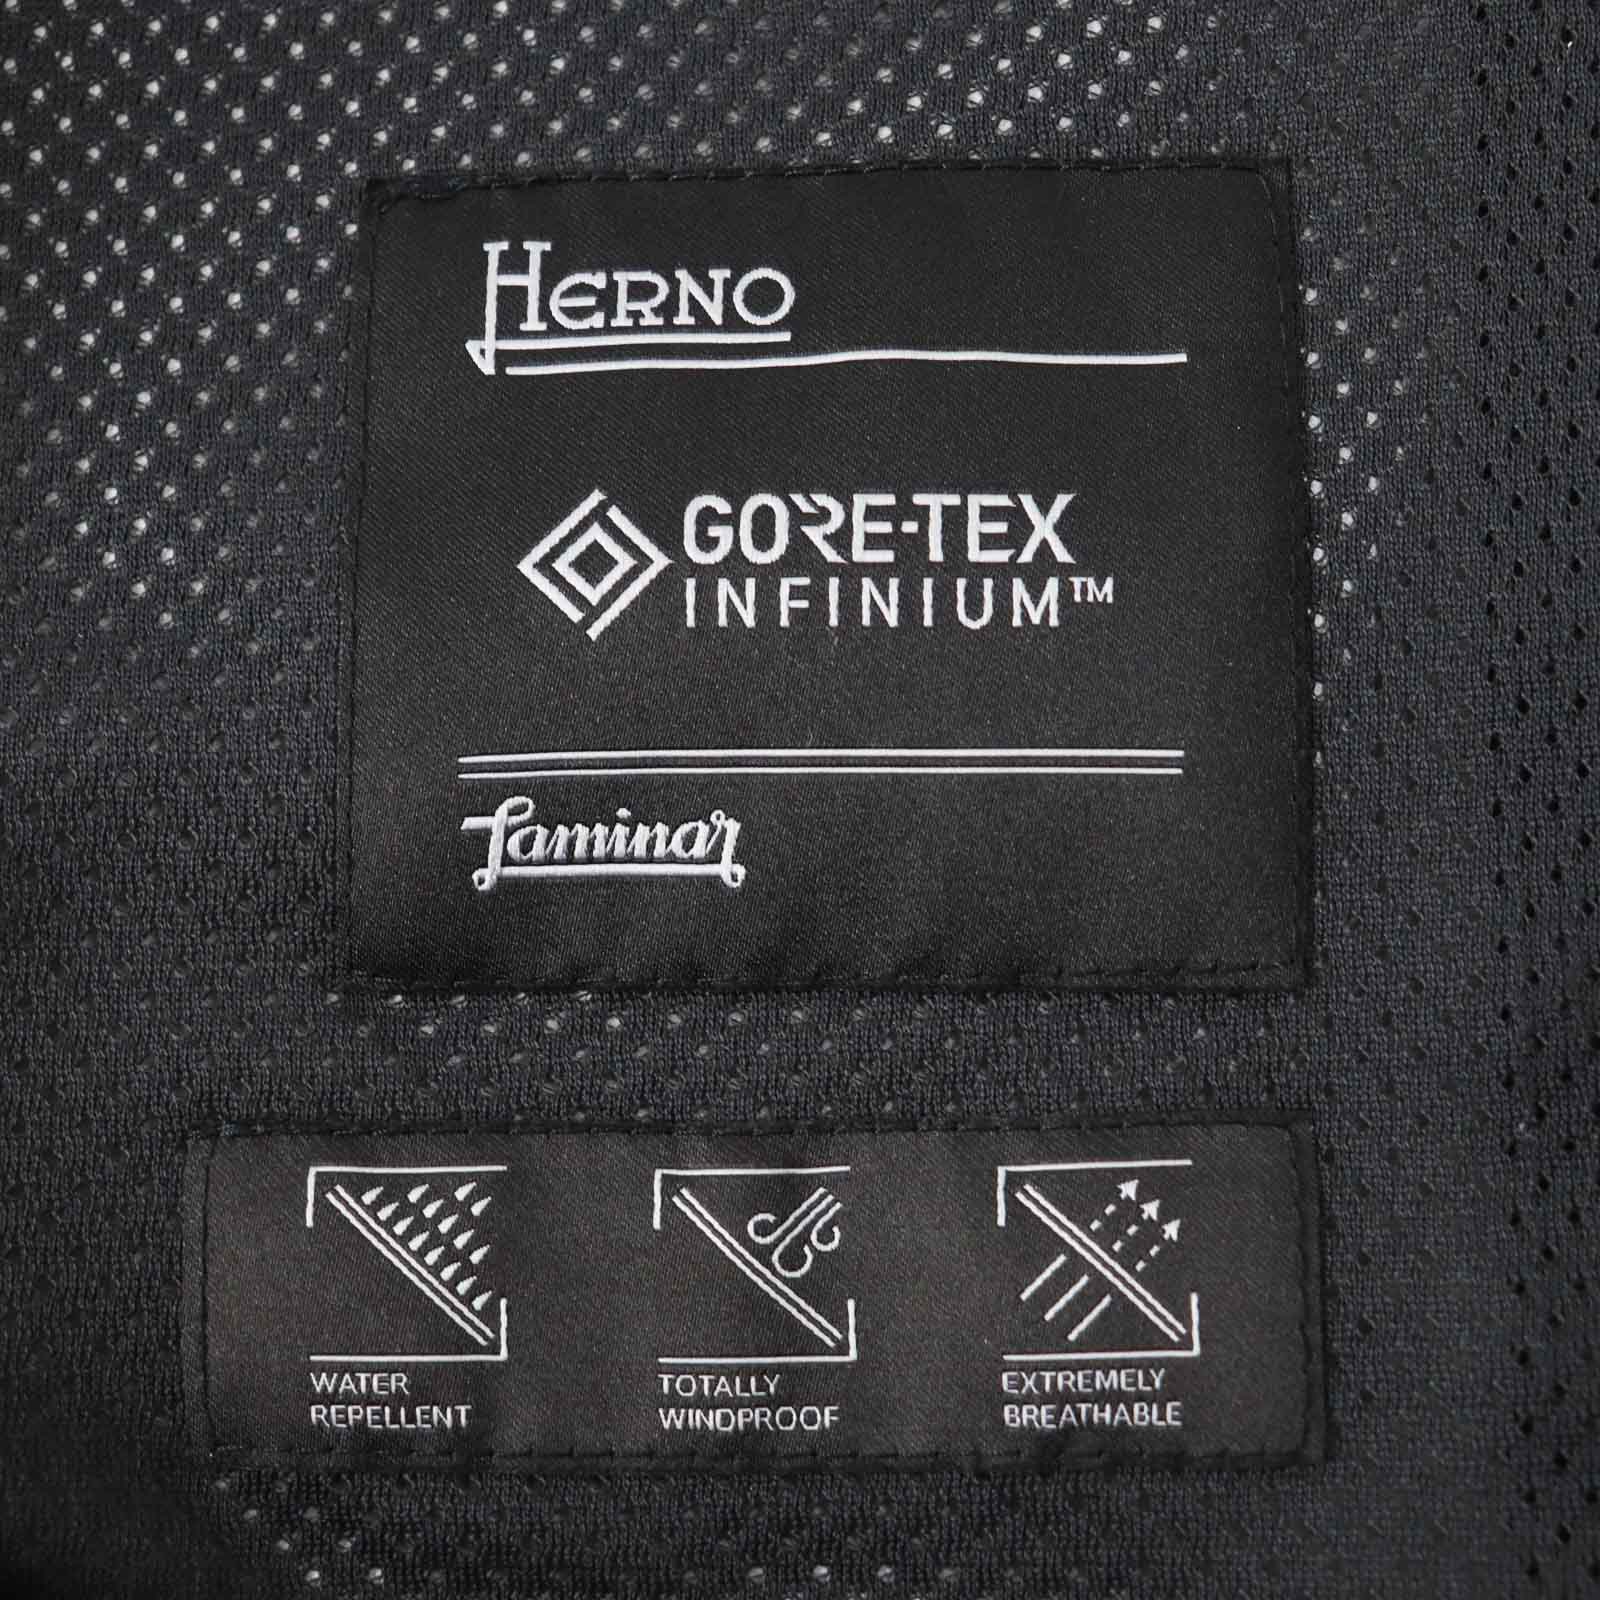 HERNO
GORE-TEX
INFINIUM™
Laminar
WATER
REPELLENT
TOTALLY
WINDPROOF
EXTREMELY
BREATHABLE